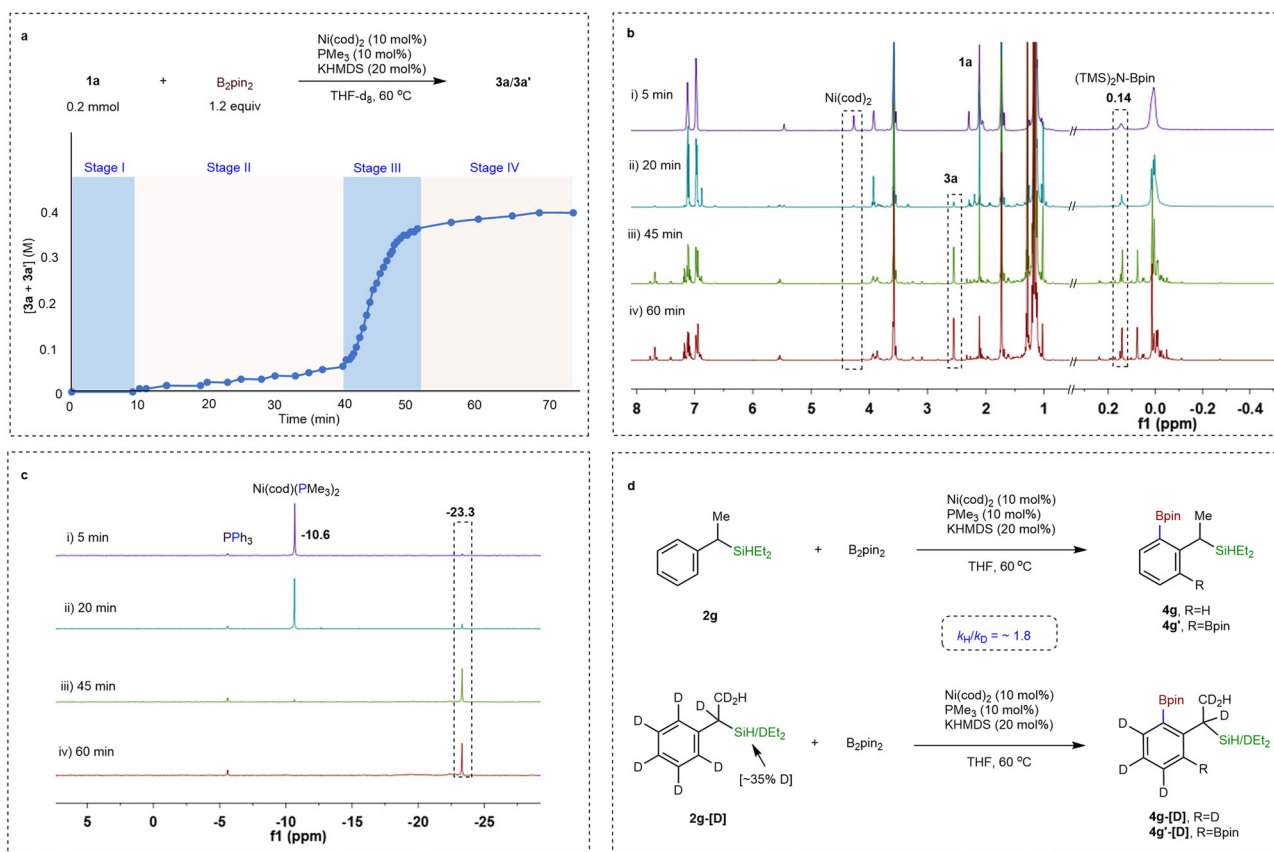 a
Ni(cod)2 (10 mol%)
PMe3 (10 mol%)
KHMDS (20 mol%)
1a + B2pin2 3a/3a'
0.2 mmol 1.2 equiv THF-d8, 60 °C
Stage I Stage II Stage III Stage IV
[3a + 3a'] (M)
0.4
0.3
0.2
0.1
0
0 10 20 30 40 50 60 70
Time (min)
b
1a
(TMS)2N-Bpin
Ni(cod)2
0.14
i) 5 min
3a
ii) 20 min
iii) 45 min
iv) 60 min
8 7 6 5 4 3 2 1 0.2 0.0 -0.2 -0.4
f1 (ppm)
c
Ni(cod)(PMe3)2
-23.3
i) 5 min
PPh3
-10.6
ii) 20 min
iii) 45 min
iv) 60 min
5 0 -5 -10 -15 -20 -25
f1 (ppm)
d
Me
SiHEt2
+ B2pin2
Ni(cod)2 (10 mol%)
PMe3 (10 mol%)
KHMDS (20 mol%)
THF, 60 °C
Bpin
Me
SiHEt2
R
2g
4g, R=H
4g', R=Bpin
kH/kD = ~ 1.8
CD2H
D
D
D
SiH/DEt2
D
D
D
[~35% D]
+ B2pin2
Ni(cod)2 (10 mol%)
PMe3 (10 mol%)
KHMDS (20 mol%)
THF, 60 °C
Bpin
CD2H
D
D
SiH/DEt2
D
R
D
2g-[D]
4g-[D], R=D
4g'-[D], R=Bpin